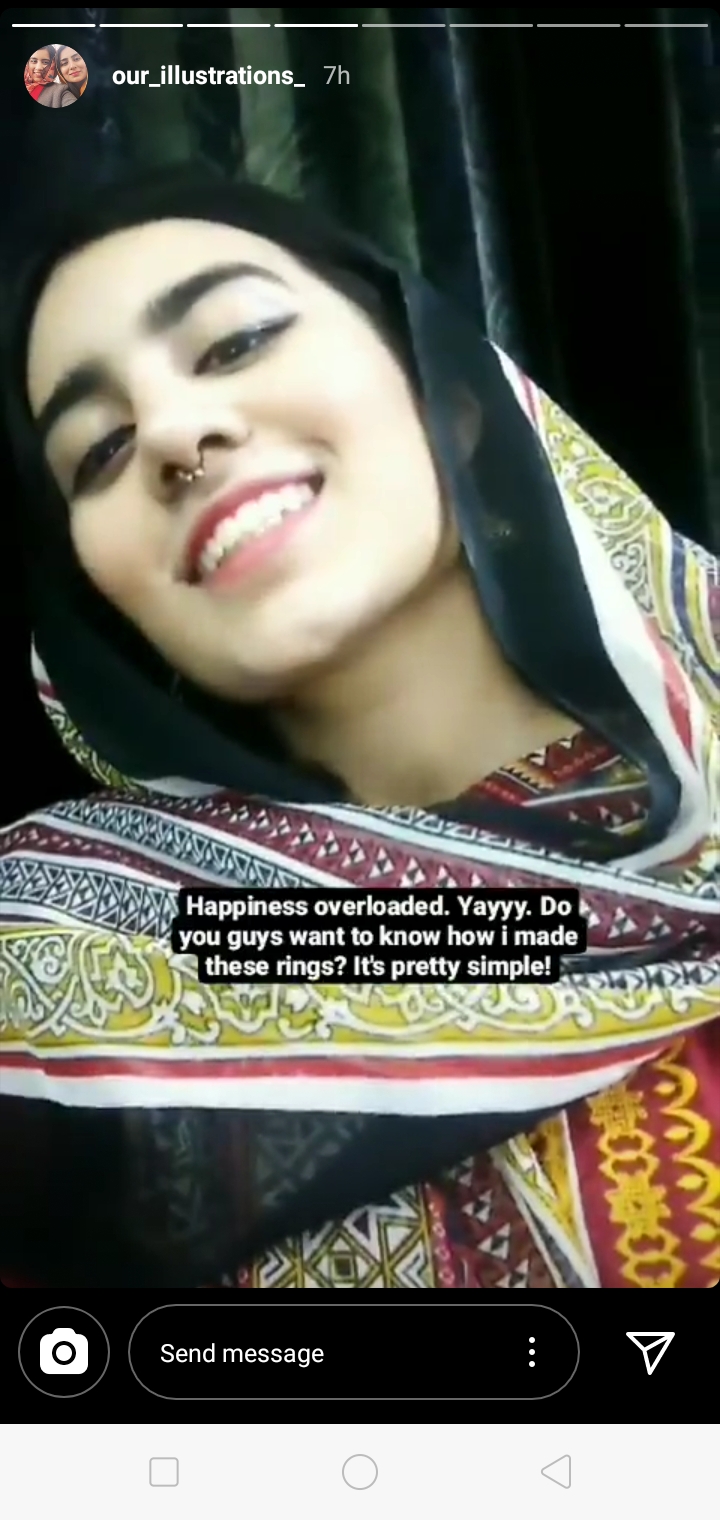 our_illustrations_ 7h
Happiness overloaded. Yayyy. Do
you guys want to know how i made
these rings? It's pretty simple!
Send message